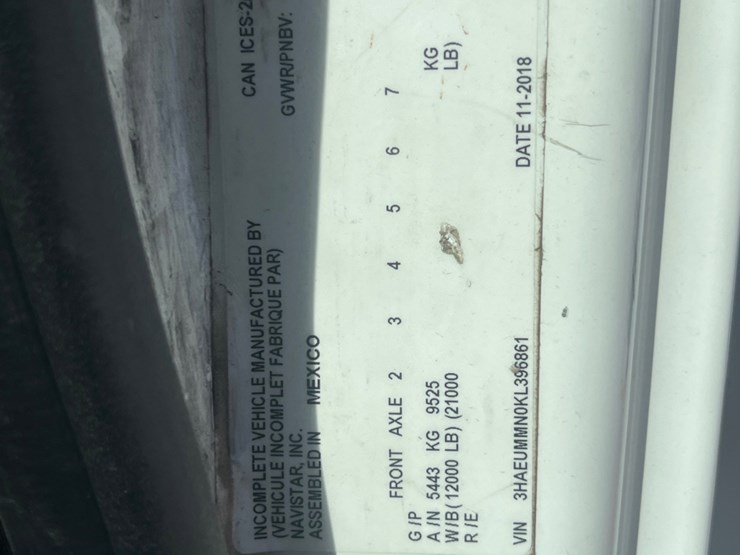 INCOMPLETE VEHICLE MANUFACTURED BY CAN ICES-2
(VEHICULE INCOMPLET FABRIQUE PAR) GVWR/PNBV:
NAVISTAR, INC.
ASSEMBLED IN MEXICO
FRONT AXLE 2 3 4 5 6 7
G/P
A/N 5443 KG 9525 KG
W/B (12000 LB) (21000 LB)
R/E
VIN 3HAEUMMN0KL396861 DATE 11-2018